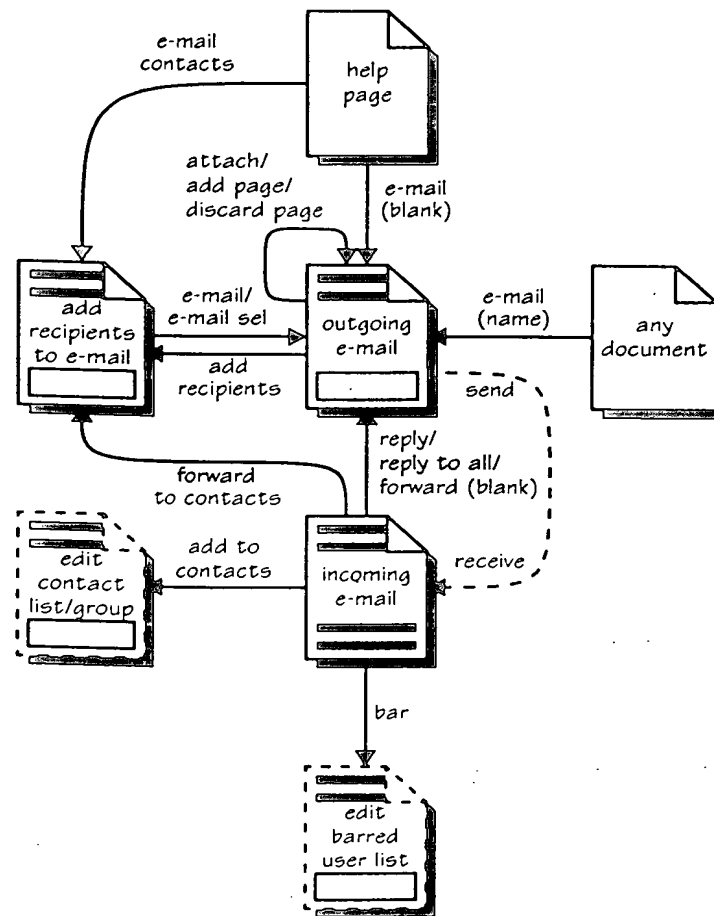 e-mail
contacts
help
page
attach/
add page/
discard page
e-mail
(blank)
add
recipients
to e-mail
e-mail/
e-mail sel
add
recipients
outgoing
e-mail
e-mail
(name)
any
document
send
forward
to contacts
reply/
reply to all/
forward (blank)
edit
contact
list/group
add to
contacts
incoming
e-mail
receive
bar
edit
barred
user list